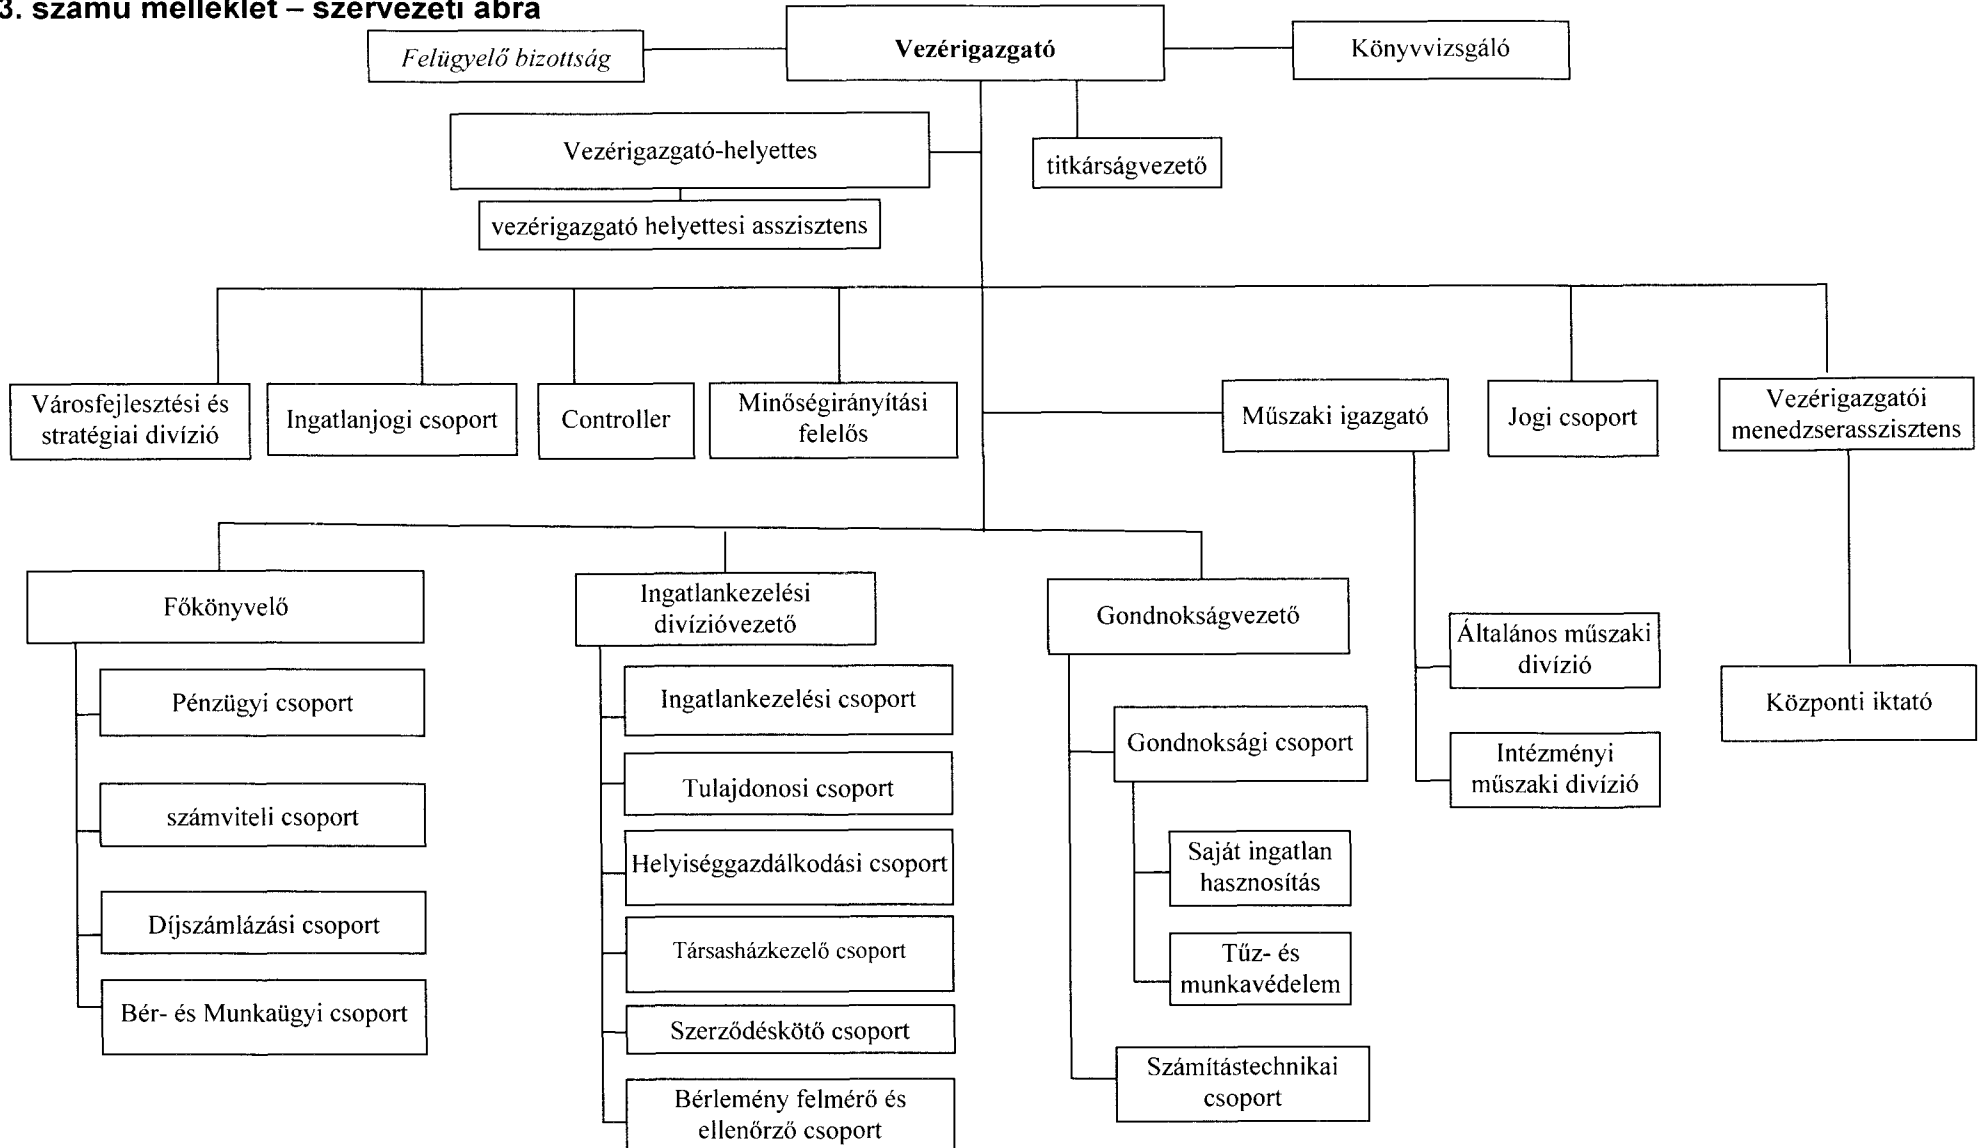 3. számú melléklet – szervezeti ábra
Felügyelő bizottság
Vezérigazgató
Könyvvizsgáló
Vezérigazgató-helyettes
titkárságvezető
vezérigazgató helyettesi asszisztens
Városfejlesztési és
stratégiai divízió
Ingatlanjogi csoport
Controller
Minőségirányítási
felelős
Műszaki igazgató
Jogi csoport
Vezérigazgatói
menedzserasszisztens
Főkönyvelő
Pénzügyi csoport
számviteli csoport
Díjszámlázási csoport
Bér- és Munkaügyi csoport
Ingatlankezelési
divízióvezető
Ingatlankezelési csoport
Tulajdonosi csoport
Helyiséggazdálkodási csoport
Társasházkezelő csoport
Szerződéskötő csoport
Bérlemény felmérő és
ellenőrző csoport
Gondnokságvezető
Gondnoksági csoport
Saját ingatlan
hasznosítás
Tűz- és
munkavédelem
Számítástechnikai
csoport
Általános műszaki
divízió
Intézményi
műszaki divízió
Központi iktató